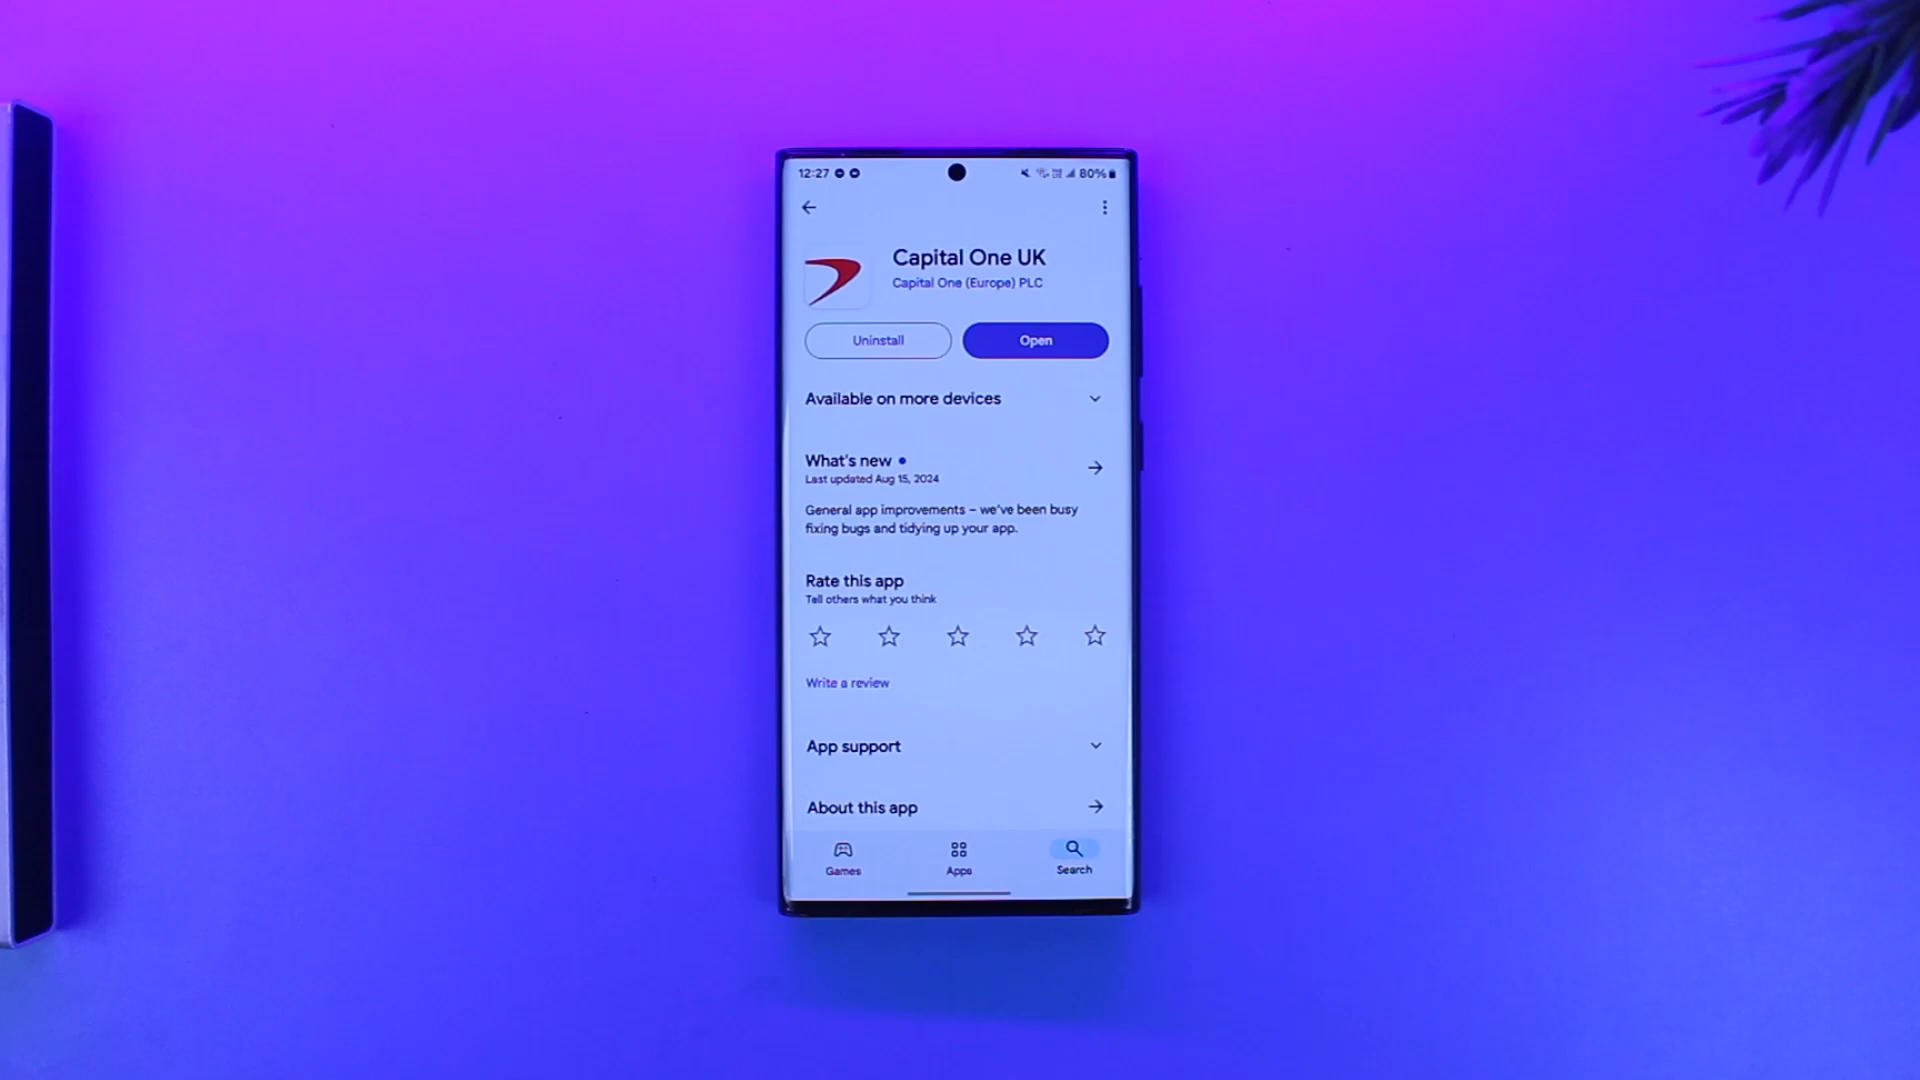 12:27
80%
Capital One UK
Capital One (Europe) PLC
Uninstall
Open
Available on more devices
What's new
Last updated Aug 15, 2024
General app improvements – we've been busy
fixing bugs and tidying up your app.
Rate this app
Tell others what you think
Write a review
App support
About this app
Games
Apps
Search